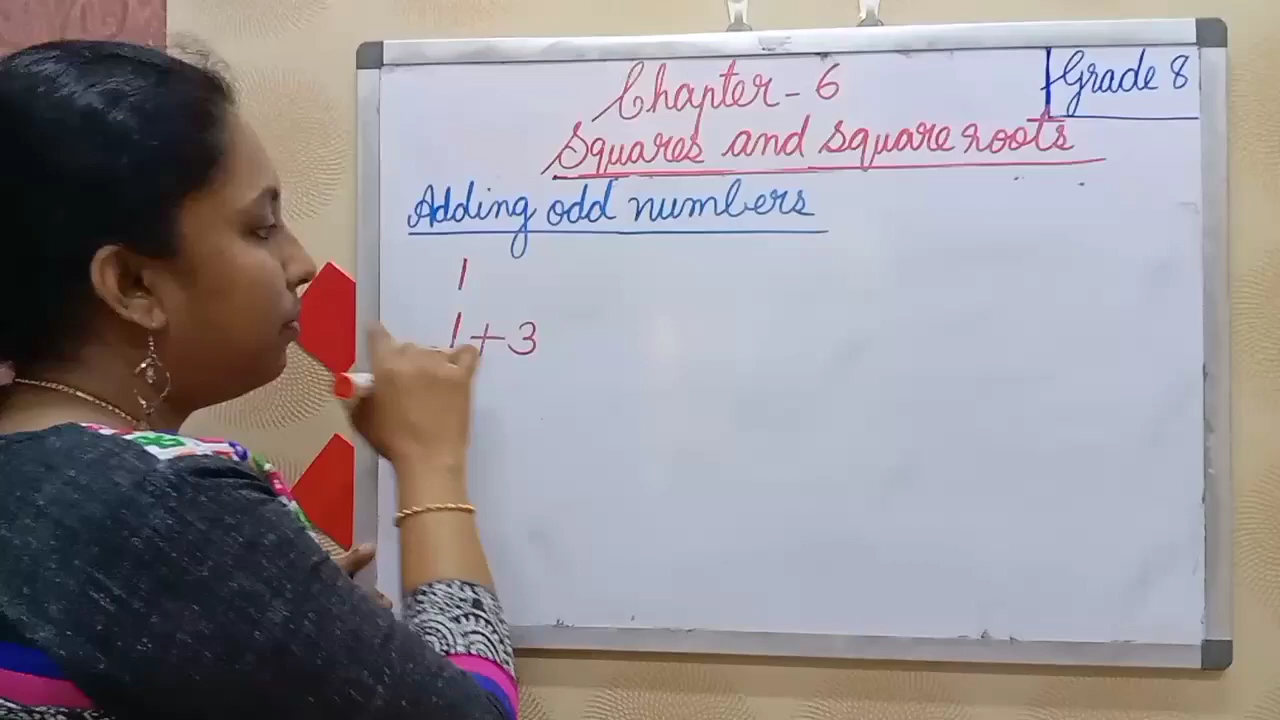 Grade 8
Chapter - 6
Squares and square roots
Adding odd numbers
1
1+3